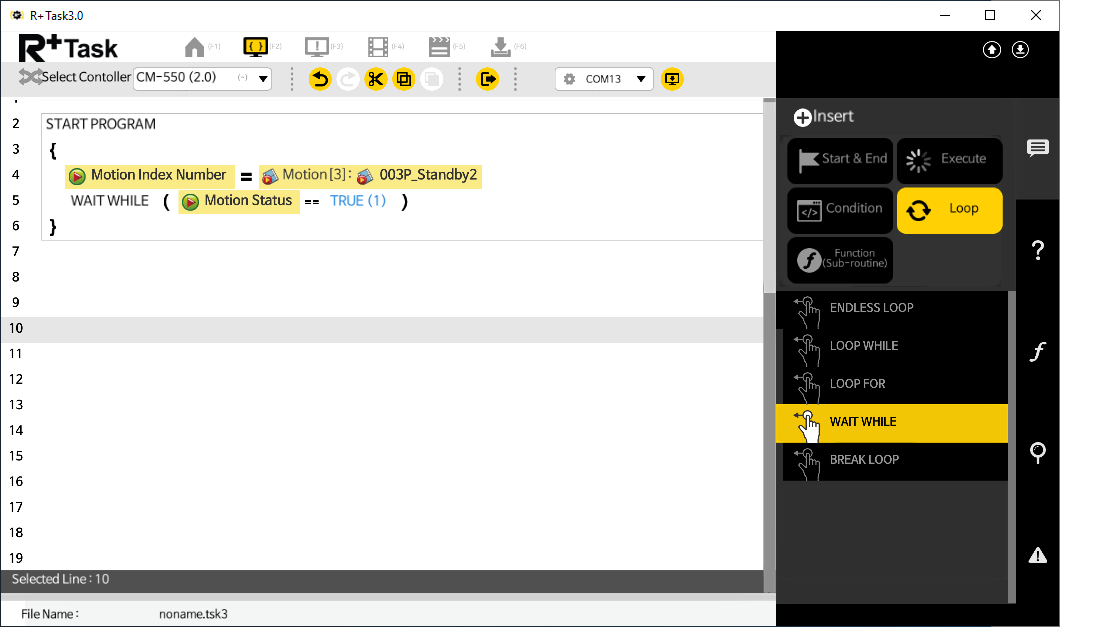 R+ Task3.0
R+Task
(F1)
(F2)
(F3)
(F4)
(F5)
(F6)
Select Contoller
CM-550 (2.0)
(-)
COM13
2 START PROGRAM
3 {
4 Motion Index Number = Motion [3] : 003P_Standby2
5 WAIT WHILE ( Motion Status == TRUE (1) )
6 }
7
8
9
10
11
12
13
14
15
16
17
18
19
Selected Line : 10
File Name : noname.tsk3
Insert
Start & End
Execute
Condition
Loop
Function
(Sub-routine)
ENDLESS LOOP
LOOP WHILE
LOOP FOR
WAIT WHILE
BREAK LOOP